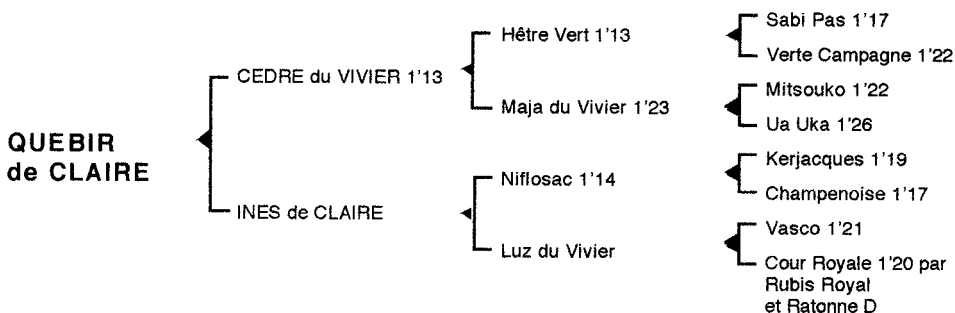 QUEBIR
de CLAIRE
CEDRE du VIVIER 1'13
INES de CLAIRE
Hêtre Vert 1'13
Maja du Vivier 1'23
Niflosac 1'14
Luz du Vivier
Sabi Pas 1'17
Verte Campagne 1'22
Mitsouko 1'22
Ua Uka 1'26
Kerjacques 1'19
Champenoise 1'17
Vasco 1'21
Cour Royale 1'20 par
Rubis Royal
et Ratonne D